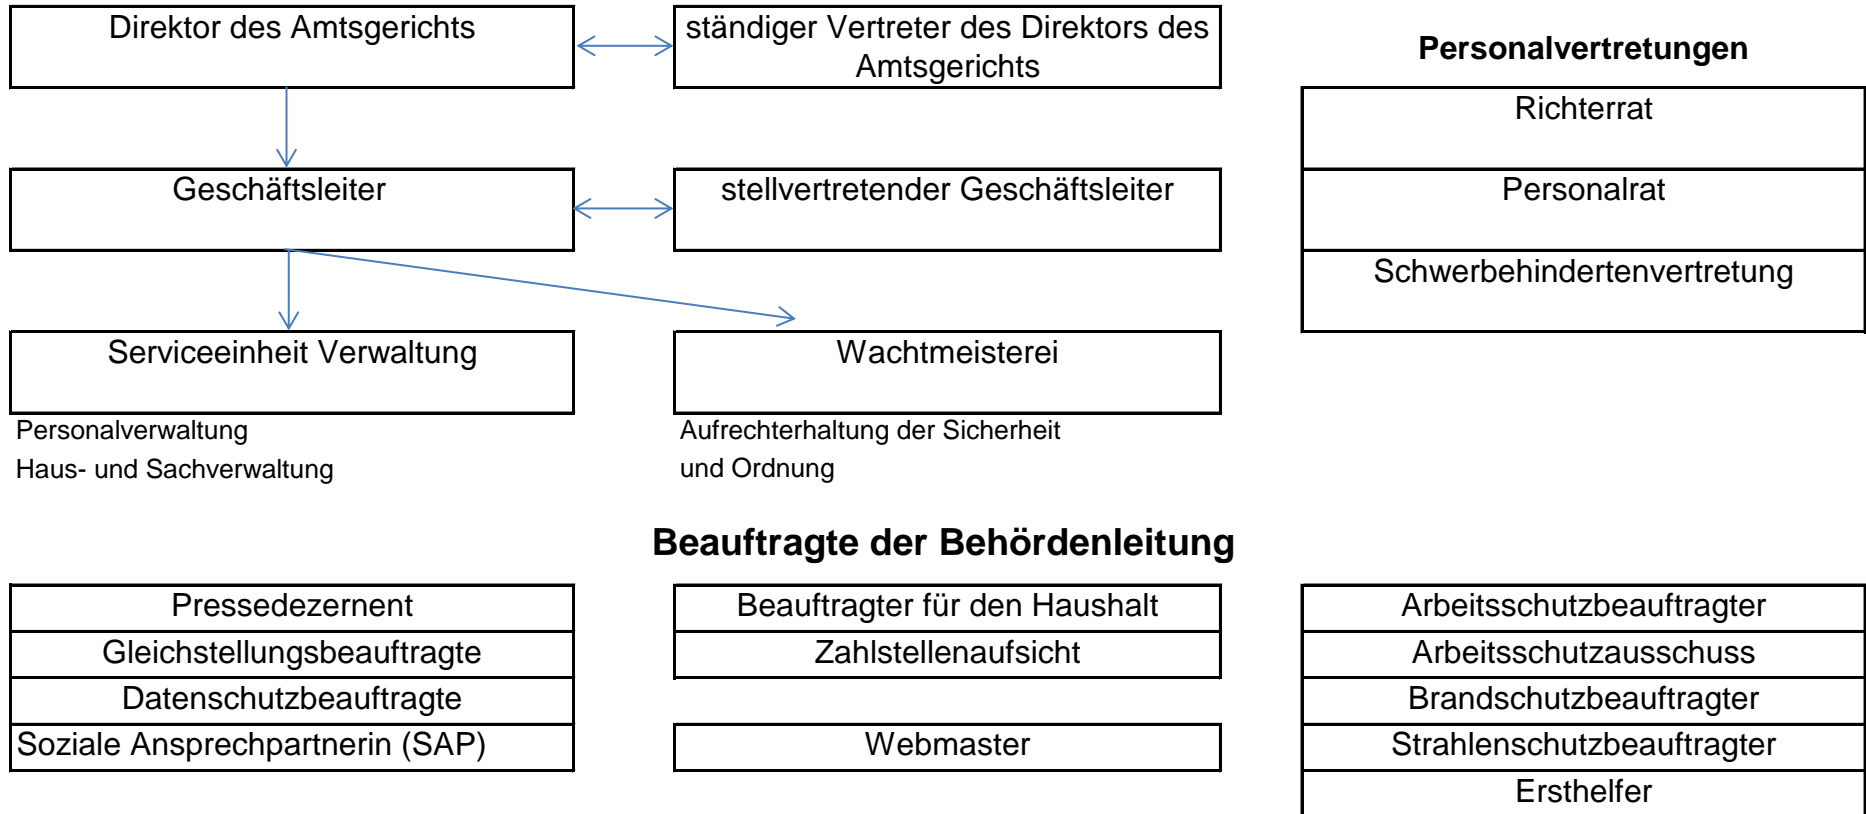 Direktor des Amtsgerichts
ständiger Vertreter des Direktors des
Amtsgerichts
Personalvertretungen
Richterrat
Geschäftsleiter
stellvertretender Geschäftsleiter
Personalrat
Schwerbehindertenvertretung
Serviceeinheit Verwaltung
Wachtmeisterei
Personalverwaltung
Haus- und Sachverwaltung
Aufrechterhaltung der Sicherheit
und Ordnung
Beauftragte der Behördenleitung
Pressedezernent
Beauftragter für den Haushalt
Arbeitsschutzbeauftragter
Gleichstellungsbeauftragte
Zahlstellenaufsicht
Arbeitsschutzausschuss
Datenschutzbeauftragte
Brandschutzbeauftragter
Soziale Ansprechpartnerin (SAP)
Webmaster
Strahlenschutzbeauftragter
Ersthelfer